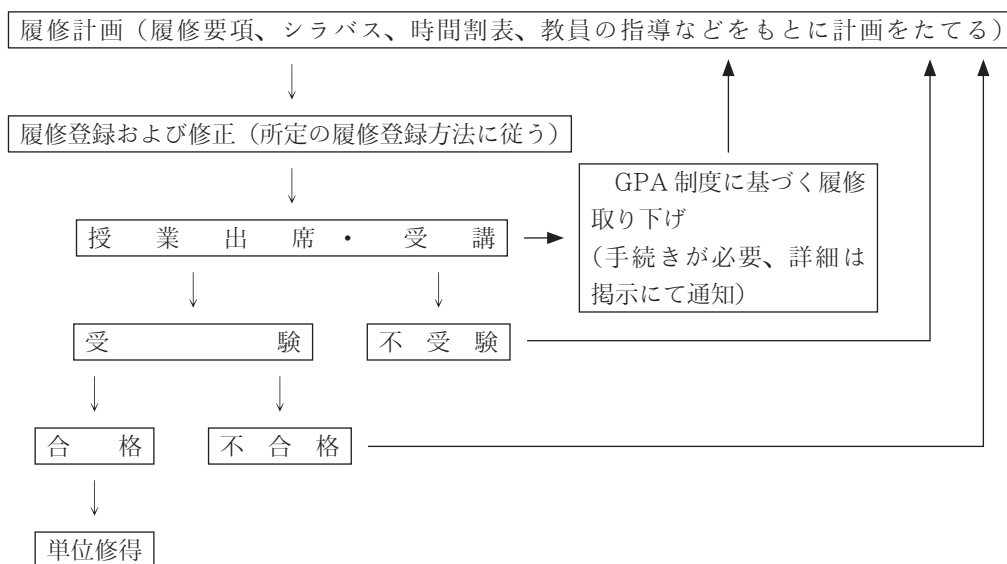 履修計画（履修要項、シラバス、時間割表、教員の指導などをもとに計画をたてる）
履修登録および修正（所定の履修登録方法に従う）
GPA 制度に基づく履修
取り下げ
（手続きが必要、詳細は
掲示にて通知）
授業出席・受講
受験
不受験
合格
不合格
単位修得